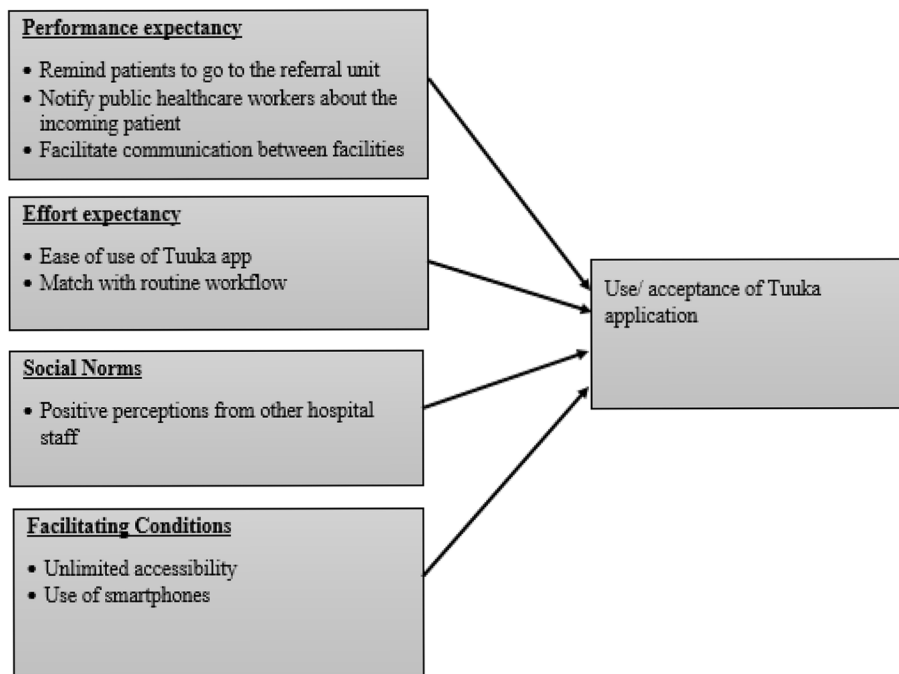 Performance expectancy
• Remind patients to go to the referral unit
• Notify public healthcare workers about the
incoming patient
• Facilitate communication between facilities
Effort expectancy
• Ease of use of Tuuka app
• Match with routine workflow
Social Norms
• Positive perceptions from other hospital
staff
Facilitating Conditions
• Unlimited accessibility
• Use of smartphones
Use/ acceptance of Tuuka
application